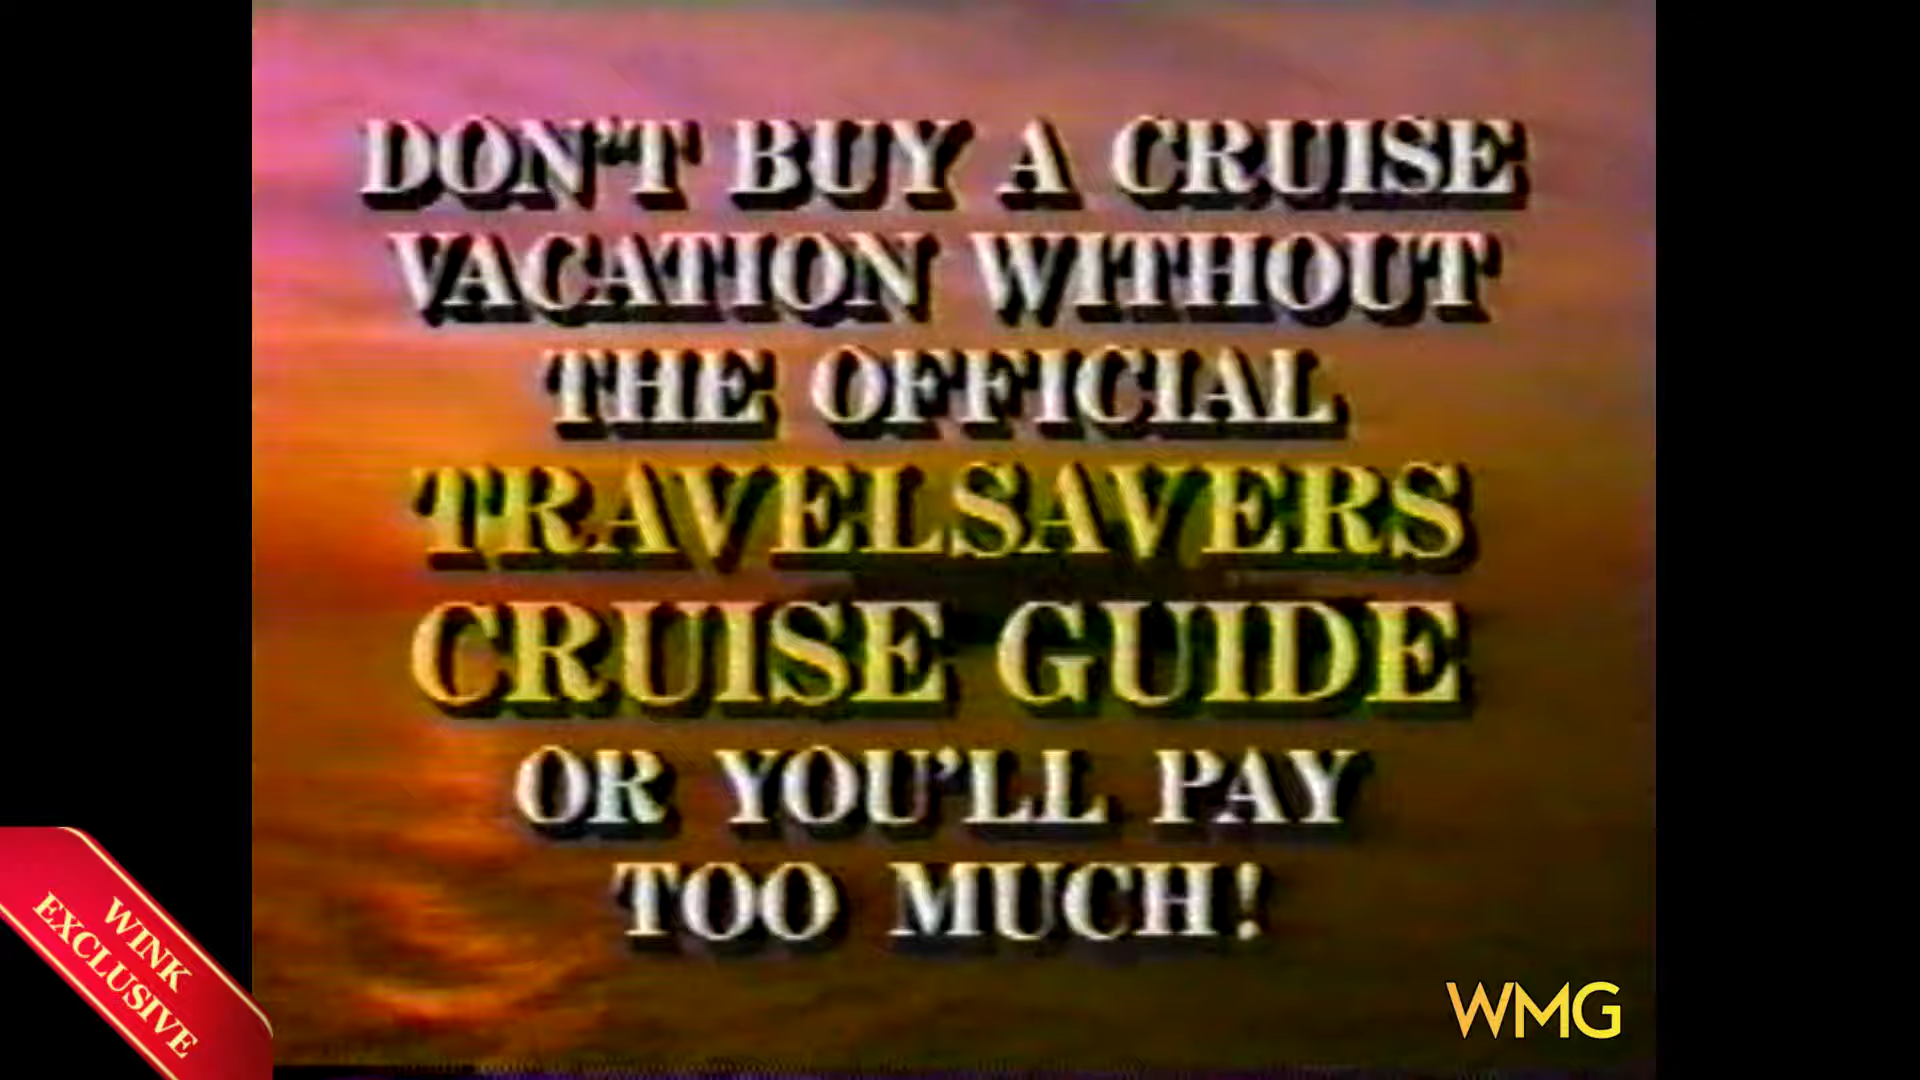 DON'T BUY A CRUISE
VACATION WITHOUT
THE OFFICIAL
TRAVELSAVERS
CRUISE GUIDE
OR YOU'LL PAY
TOO MUCH!
WINK
EXCLUSIVE
WMG